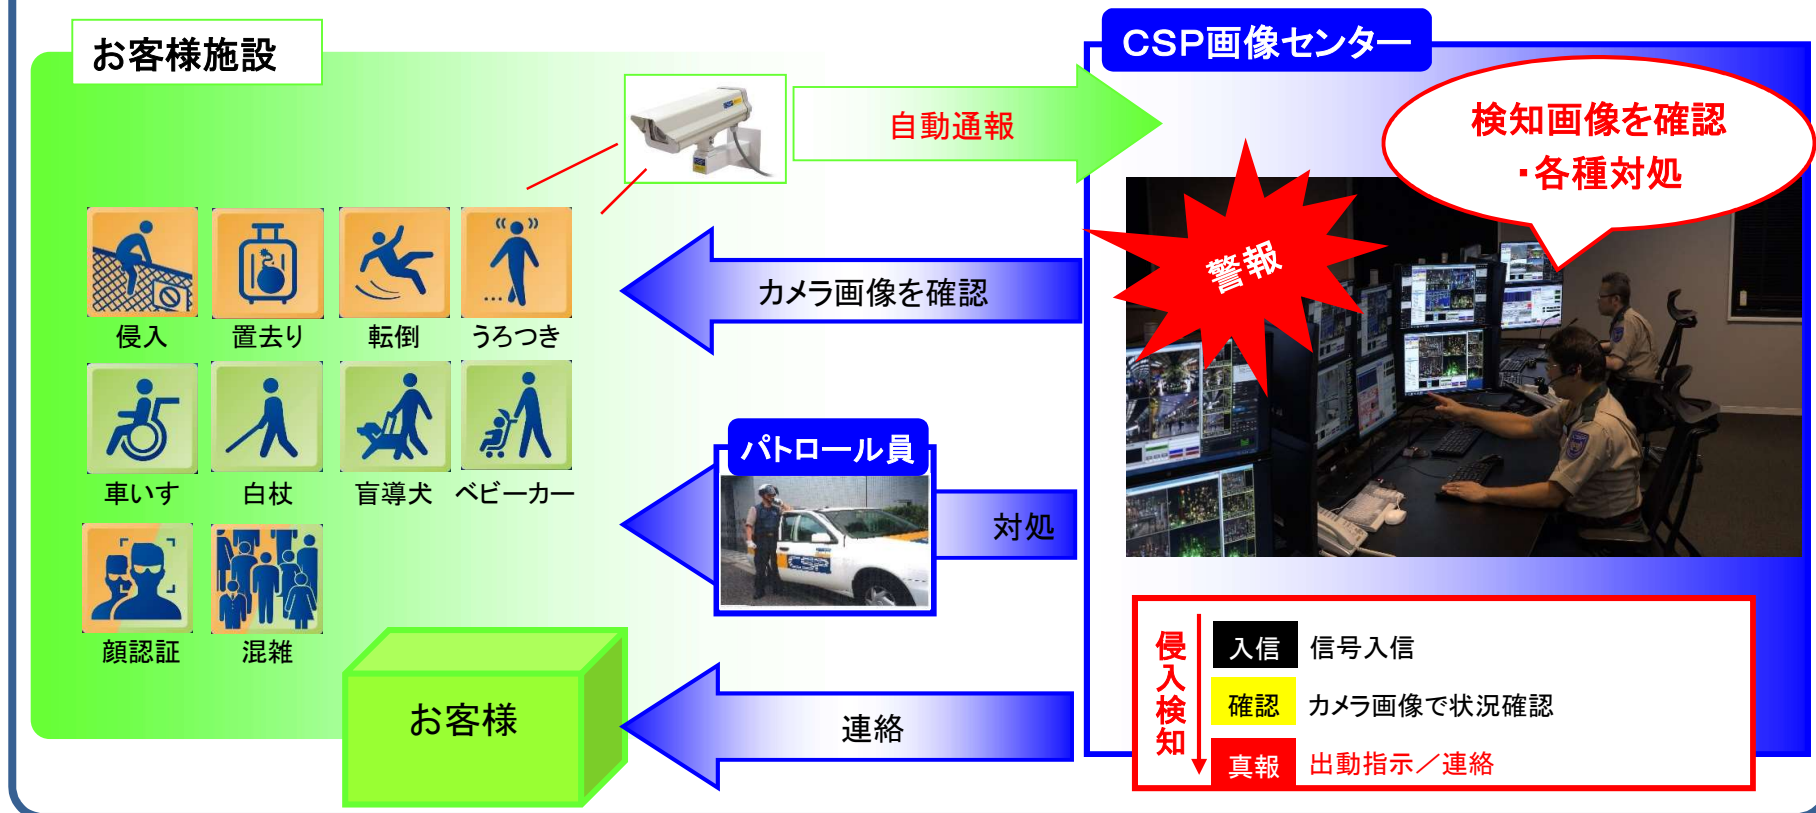 お客様施設
CSP画像センター
自動通報
検知画像を確認
・各種対処
警報
カメラ画像を確認
侵入
置去り
転倒
うろつき
車いす
白杖
盲導犬
ベビーカー
パトロール員
対処
顔認証
混雑
お客様
連絡
侵入検知
入信 信号入信
確認 カメラ画像で状況確認
真報 出動指示／連絡